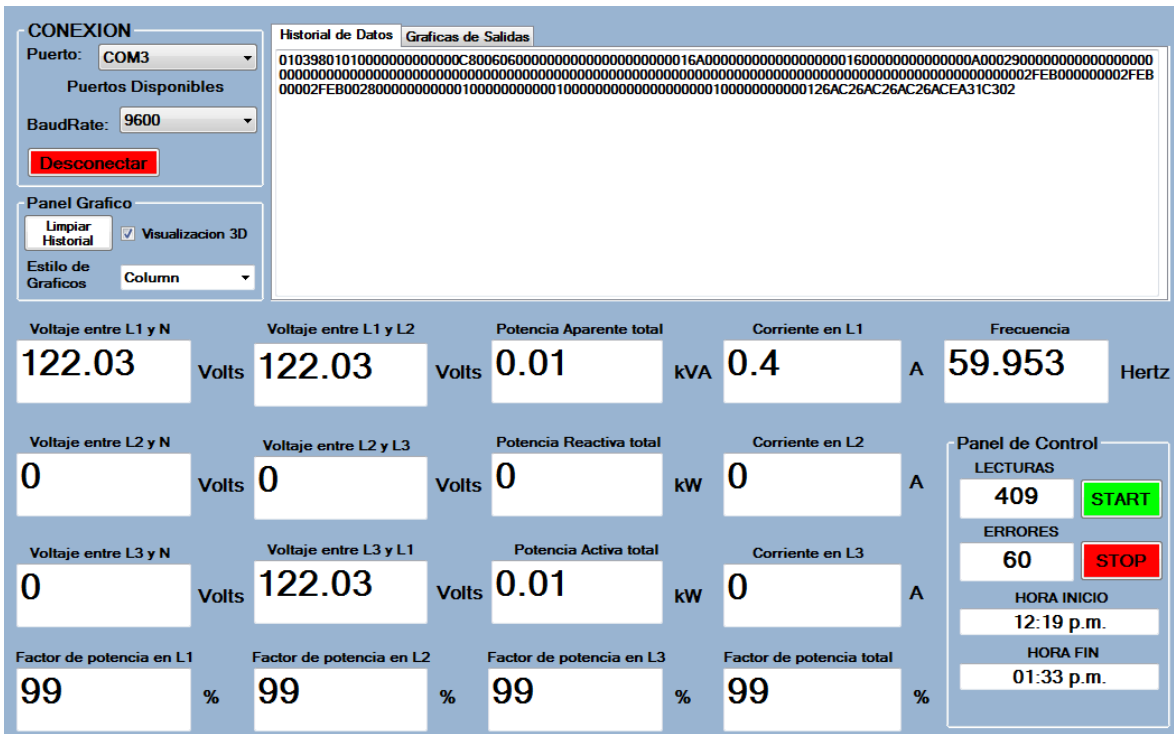 CONEXION
Puerto: COM3
Puertos Disponibles
BaudRate: 9600
Desconectar
Panel Grafico
Limpiar
Historial
Visualizacion 3D
Estilo de
Graficos
Column
Historial de Datos
Graficas de Salidas
Voltaje entre L1 y N
122.03 Volts
Voltaje entre L1 y L2
122.03 Volts
Potencia Aparente total
0.01 kVA
Corriente en L1
0.4 A
Frecuencia
59.953 Hertz
Voltaje entre L2 y N
0 Volts
Voltaje entre L2 y L3
0 Volts
Potencia Reactiva total
0 kW
Corriente en L2
0 A
Voltaje entre L3 y N
0 Volts
Voltaje entre L3 y L1
122.03 Volts
Potencia Activa total
0.01 kW
Corriente en L3
0 A
Factor de potencia en L1
99 %
Factor de potencia en L2
99 %
Factor de potencia en L3
99 %
Factor de potencia total
99 %
Panel de Control
LECTURAS
409
START
ERRORES
60
STOP
HORA INICIO
12:19 p.m.
HORA FIN
01:33 p.m.